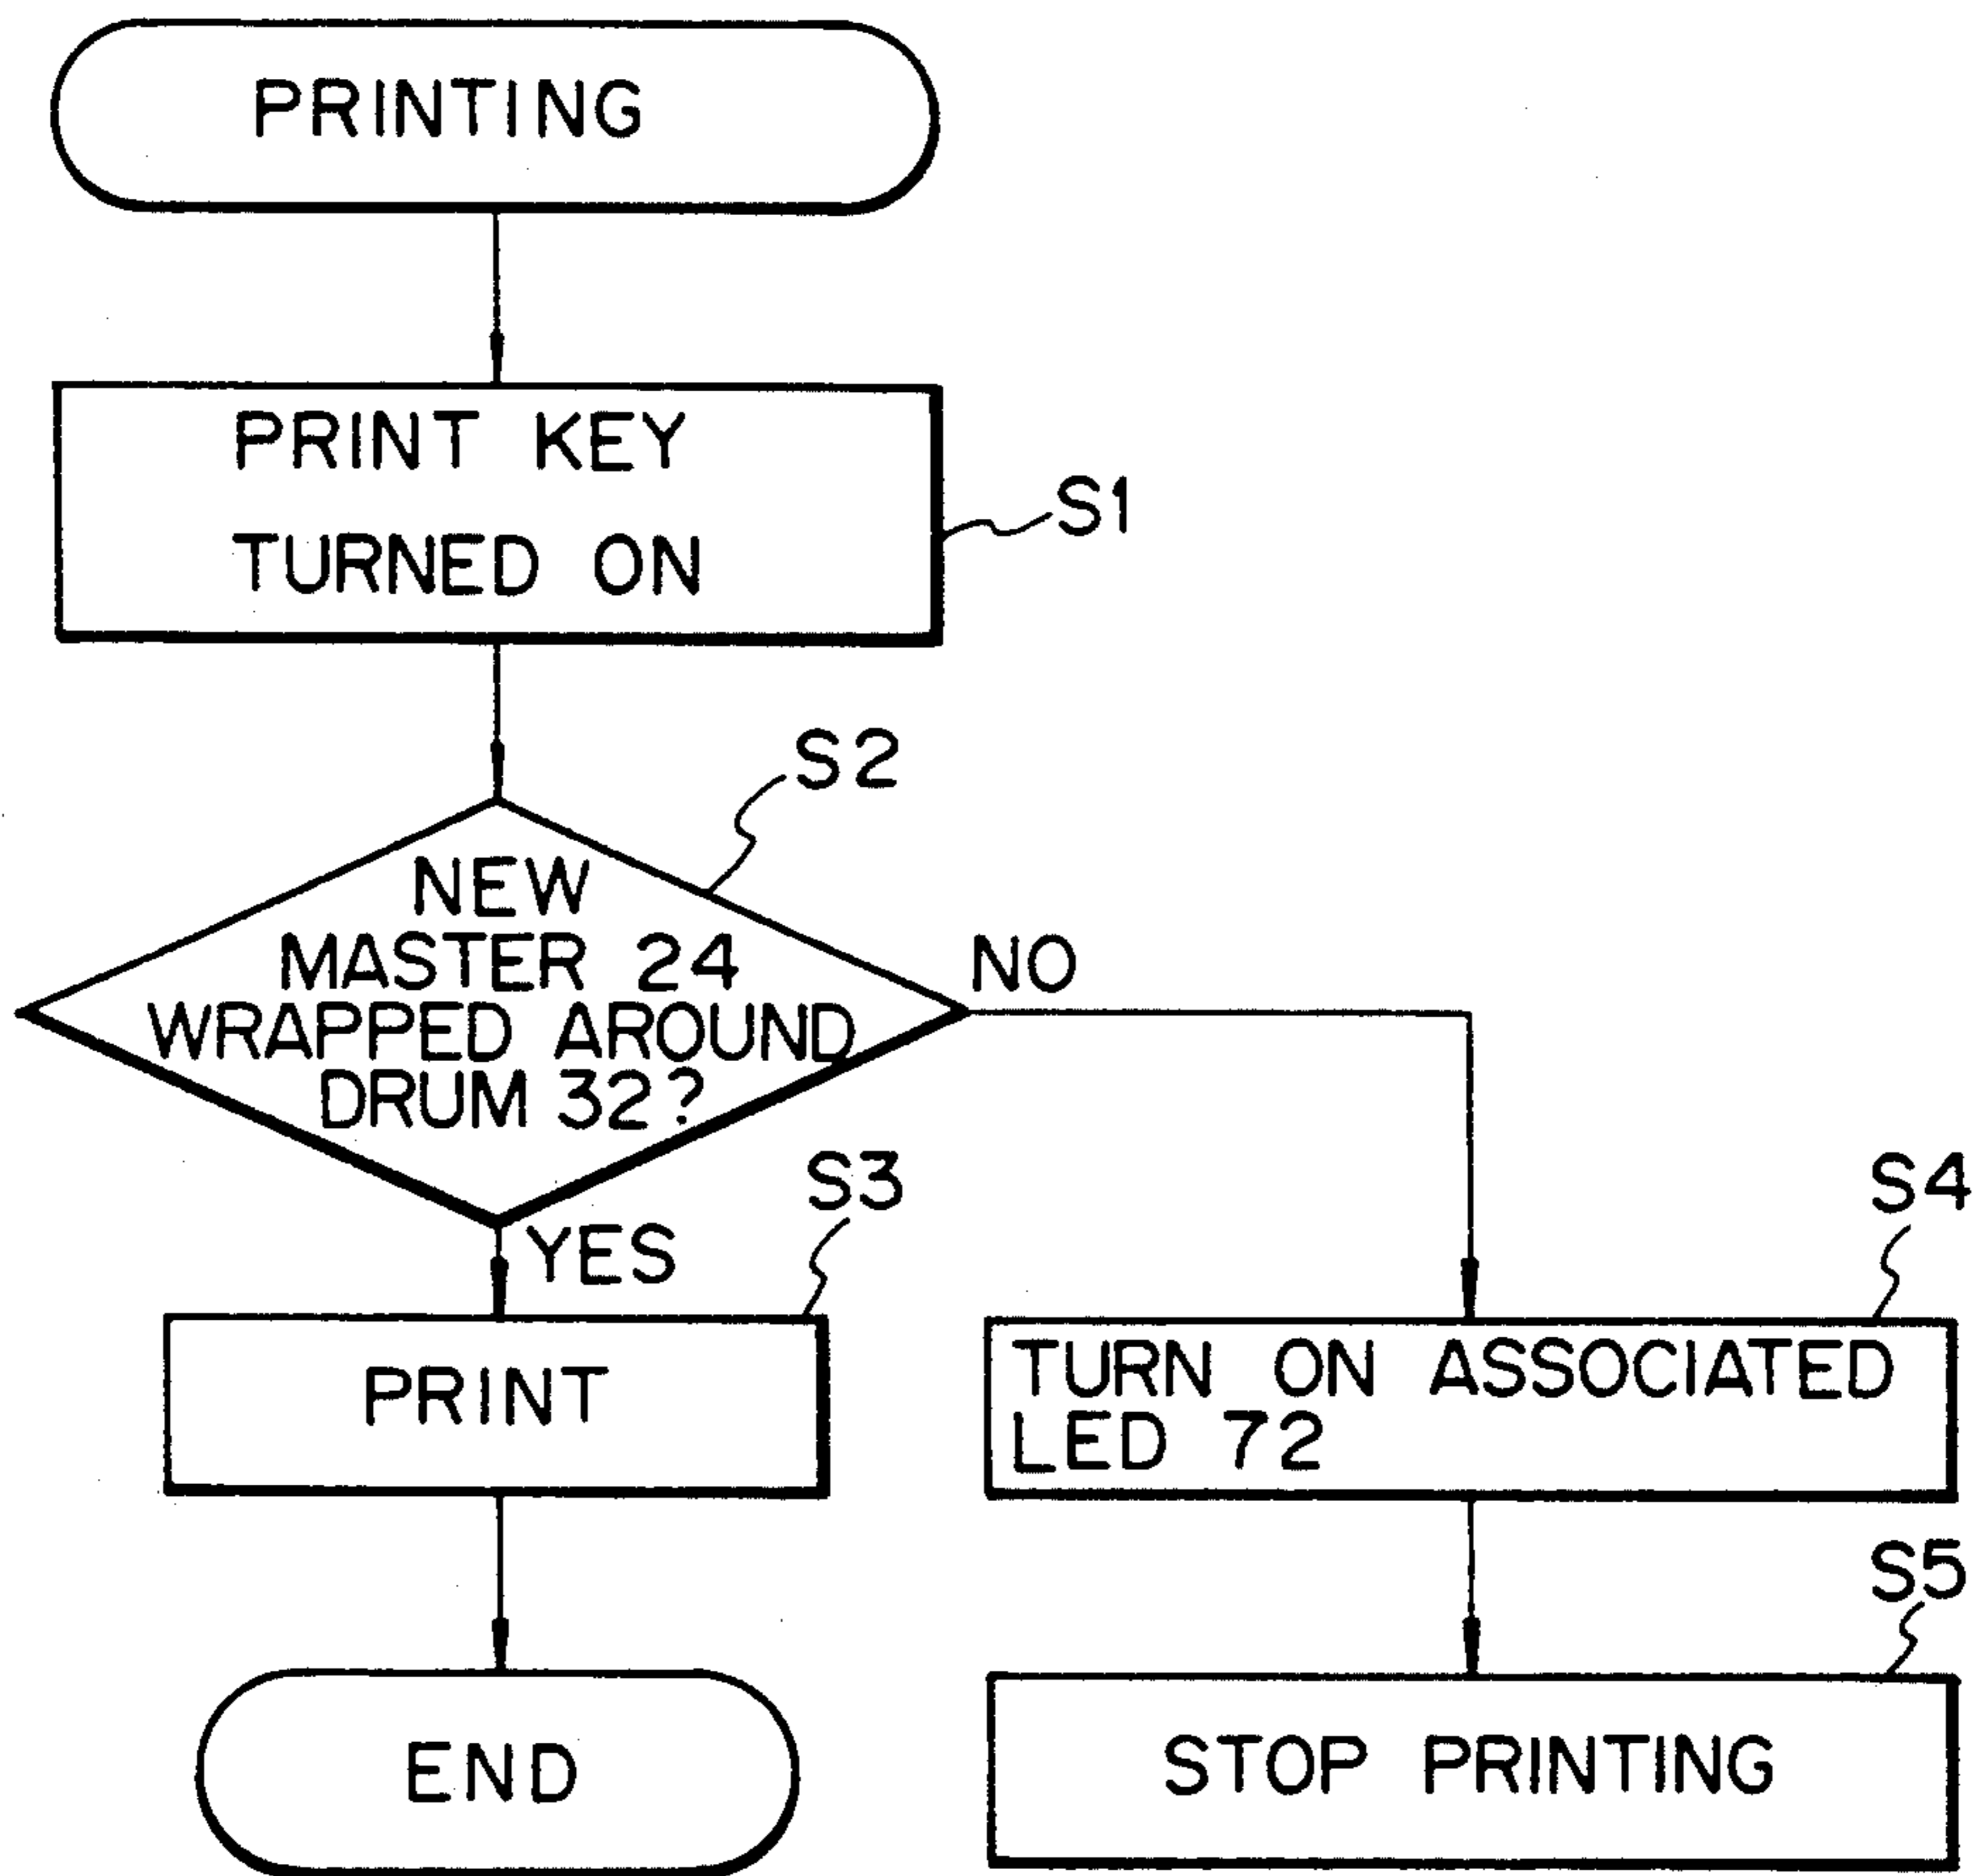 PRINTING
PRINT KEY
TURNED ON
S1
S2
NEW
MASTER 24
WRAPPED AROUND
DRUM 32?
NO
YES
S3
PRINT
END
S4
TURN ON ASSOCIATED
LED 72
S5
STOP PRINTING